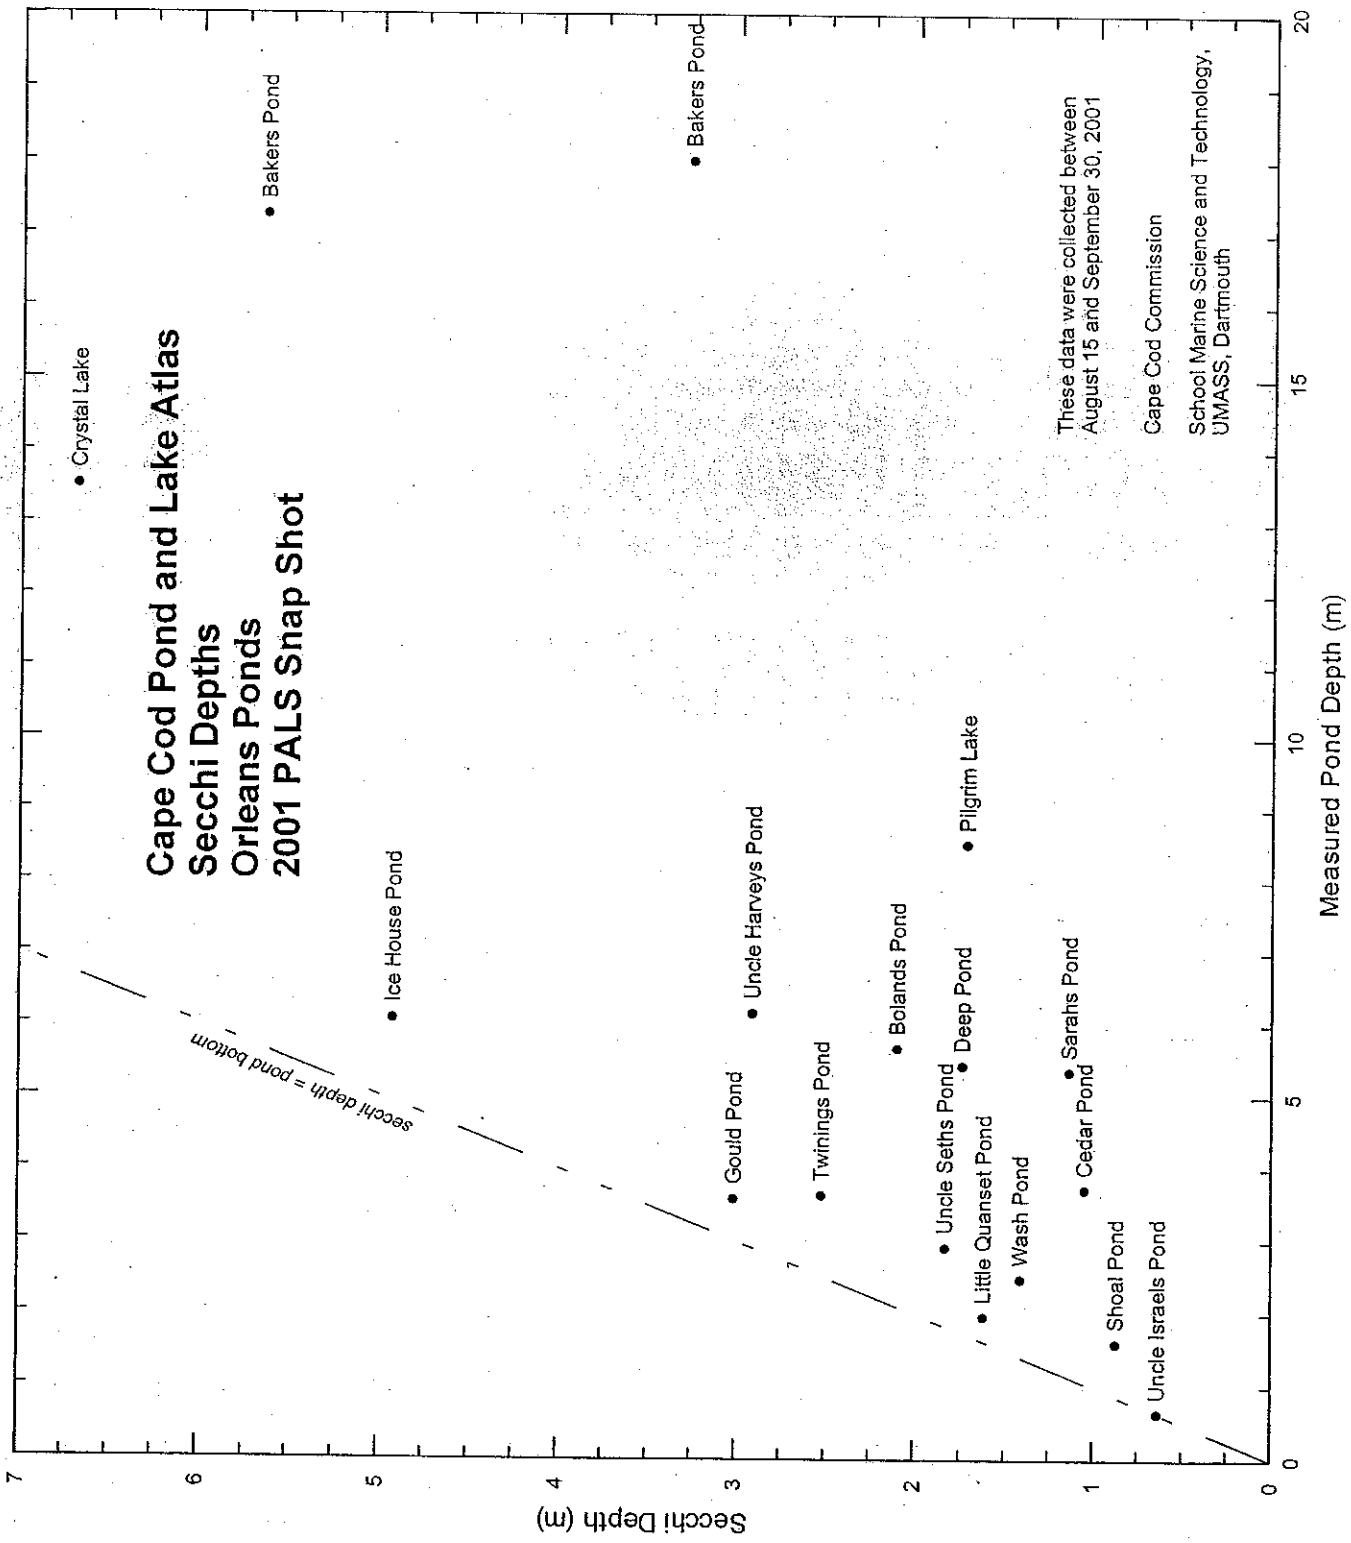 Cape Cod Pond and Lake Atlas
Secchi Depths
Orleans Ponds
2001 PALS Snap Shot
Secchi Depth (m)
7
6
5
4
3
2
1
0
secchi depth = pond bottom
Crystal Lake
Bakers Pond
Ice House Pond
Bakers Pond
Gould Pond
Uncle Harveys Pond
Twinings Pond
Bolands Pond
Uncle Seths Pond
Deep Pond
Pilgrim Lake
Little Quanset Pond
Wash Pond
Sarahs Pond
Cedar Pond
Shoal Pond
Uncle Israels Pond
These data were collected between
August 15 and September 30, 2001
Cape Cod Commission
School Marine Science and Technology,
UMASS, Dartmouth
0
5
10
15
20
Measured Pond Depth (m)